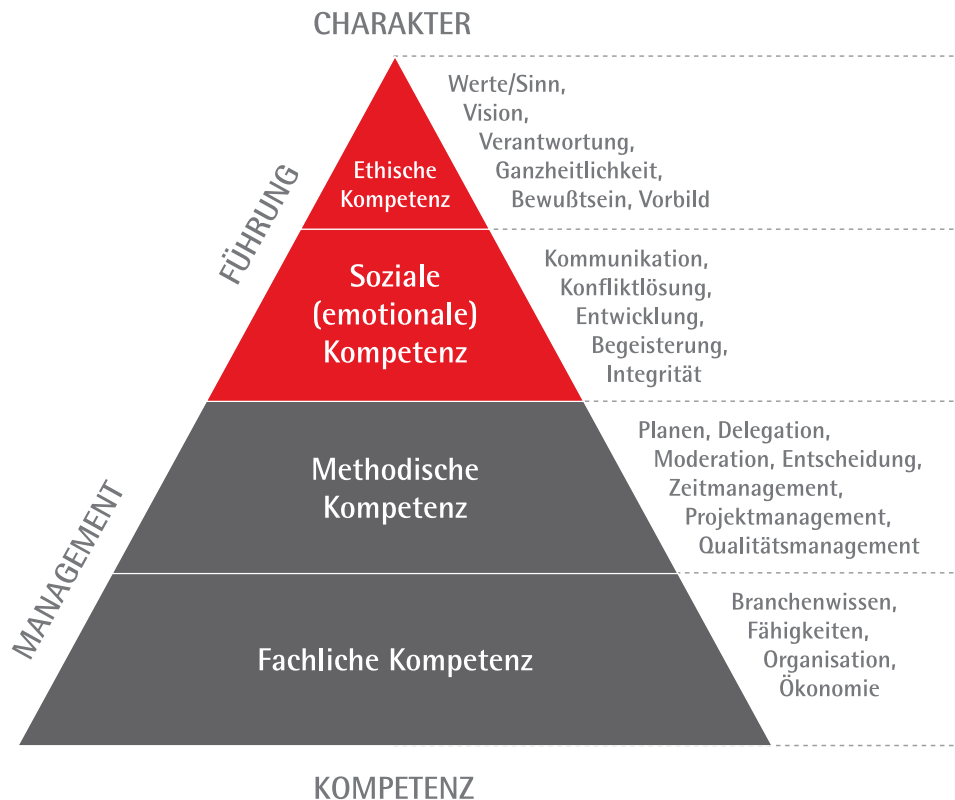 CHARAKTER
Werte/Sinn,
Vision,
Verantwortung,
Ganzheitlichkeit,
Bewußtsein, Vorbild
Ethische
Kompetenz
FÜHRUNG
Soziale
(emotionale)
Kompetenz
Kommunikation,
Konfliktlösung,
Entwicklung,
Begeisterung,
Integrität
Methodische
Kompetenz
Planen, Delegation,
Moderation, Entscheidung,
Zeitmanagement,
Projektmanagement,
Qualitätsmanagement
MANAGEMENT
Fachliche Kompetenz
Branchenwissen,
Fähigkeiten,
Organisation,
Ökonomie
KOMPETENZ